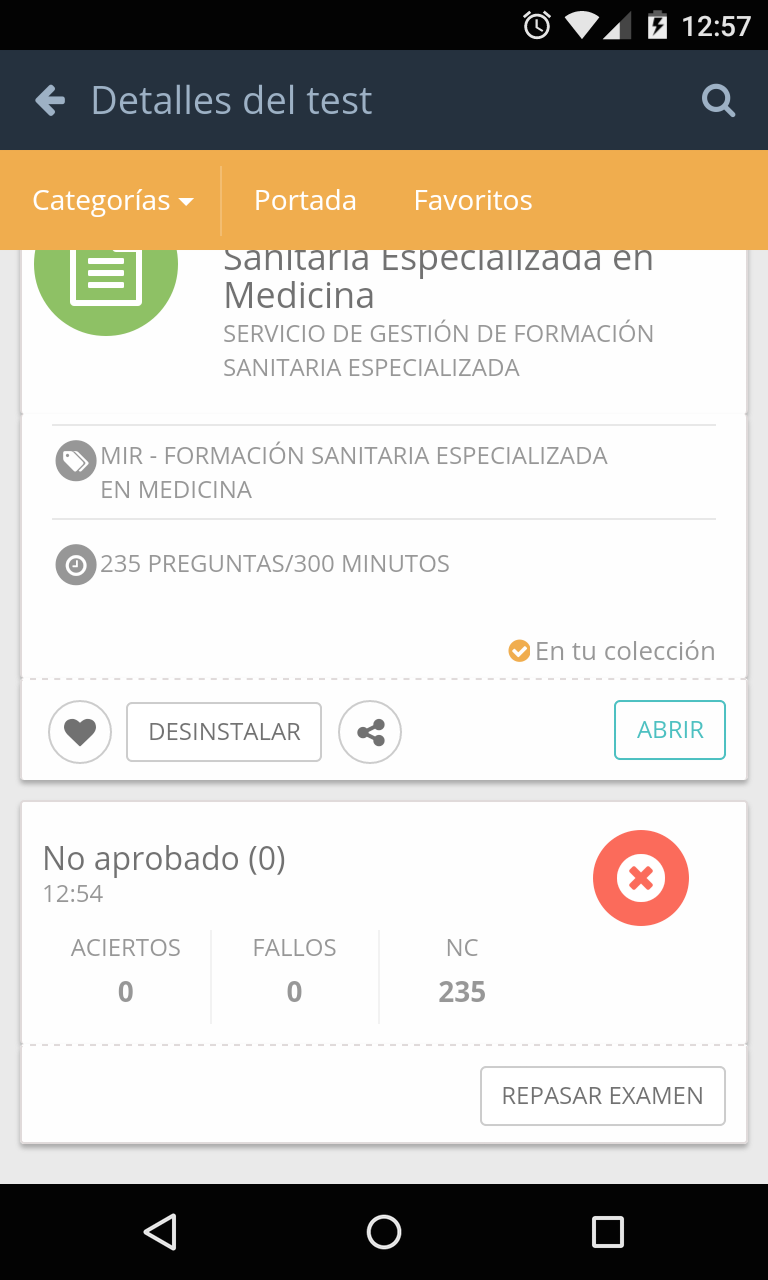 12:57
Detalles del test
Categorías Portada Favoritos
Sanitaria Especializada en
Medicina
SERVICIO DE GESTIÓN DE FORMACIÓN
SANITARIA ESPECIALIZADA
MIR - FORMACIÓN SANITARIA ESPECIALIZADA
EN MEDICINA
235 PREGUNTAS/300 MINUTOS
En tu colección
DESINSTALAR ABRIR
No aprobado (0)
12:54
ACIERTOS FALLOS NC
0 0 235
REPASAR EXAMEN